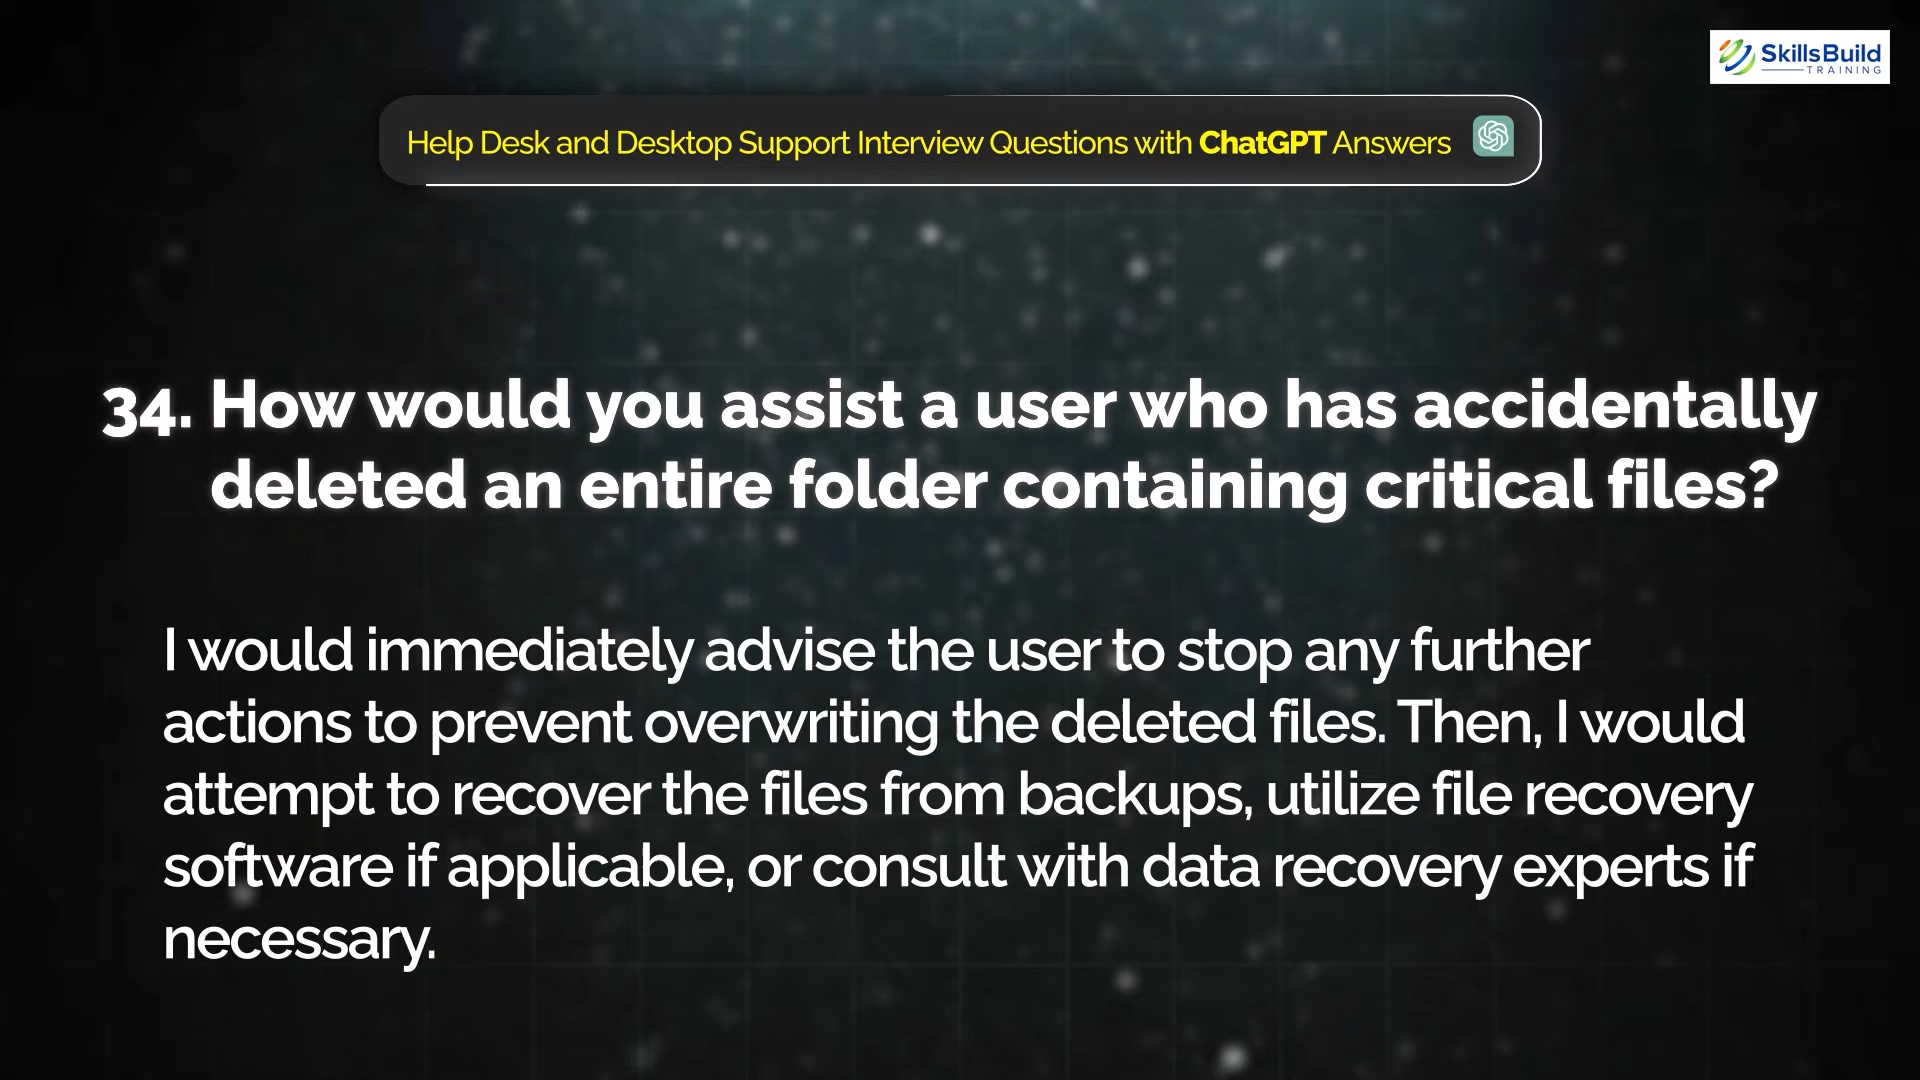 SkillsBuild
TRAINING
Help Desk and Desktop Support Interview Questions with ChatGPT Answers
34. How would you assist a user who has accidentally
deleted an entire folder containing critical files?
I would immediately advise the user to stop any further
actions to prevent overwriting the deleted files. Then, I would
attempt to recover the files from backups, utilize file recovery
software if applicable, or consult with data recovery experts if
necessary.